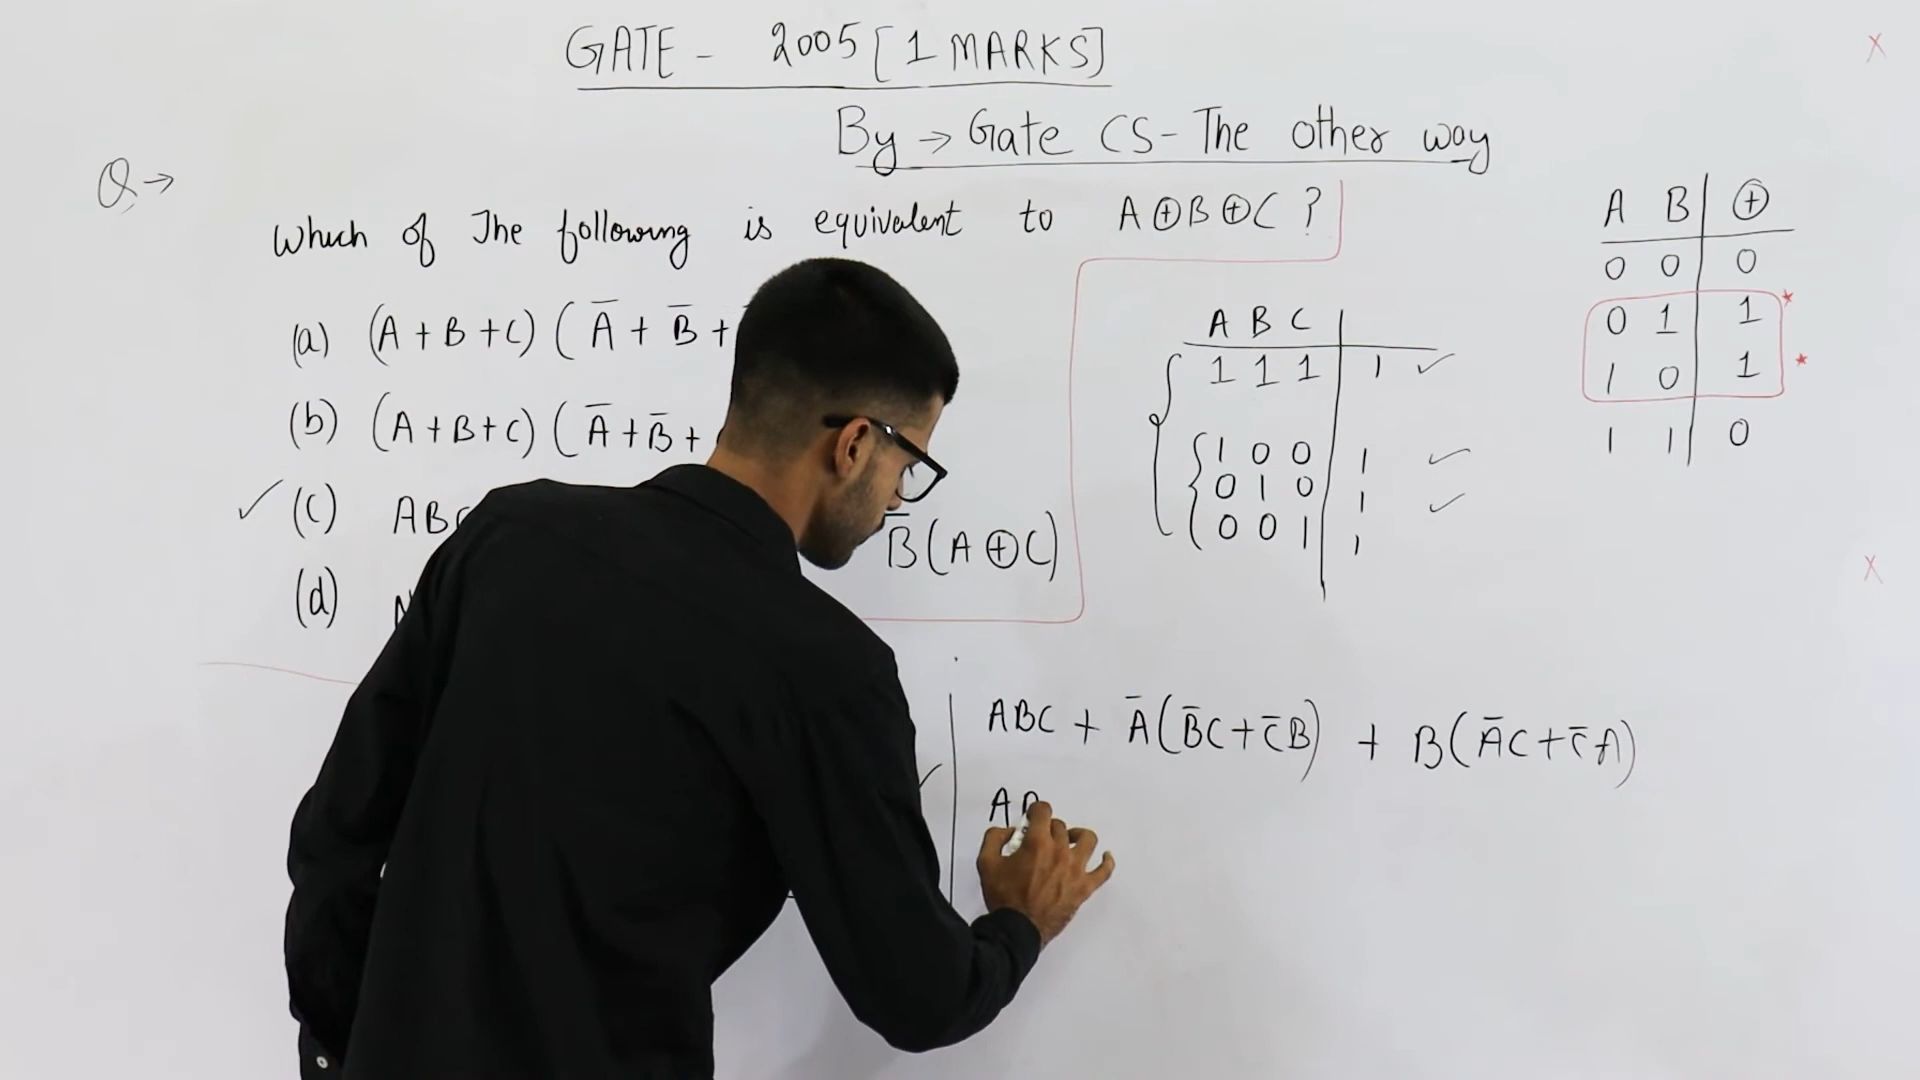 GATE - 2005 [1 MARKS]
By → Gate CS - The other way
Q →
Which of The following is equivalent to A⊕B⊕C ?
(a) (A + B + C) ( A̅ + B̅ +
(b) (A + B + C) ( A̅ + B̅ +
✓ (c) ABC B̅(A⊕C)
(d) N
A B C
1 1 1 | 1 ✓
1 0 0 | 1 ✓
0 1 0 | 1 ✓
0 0 1 | 1
A B | ⊕
0 0 | 0
0 1 | 1 *
1 0 | 1 *
1 1 | 0
X
X
ABC + A̅(B̅C + C̅B) + B(A̅C + C̅A)
A